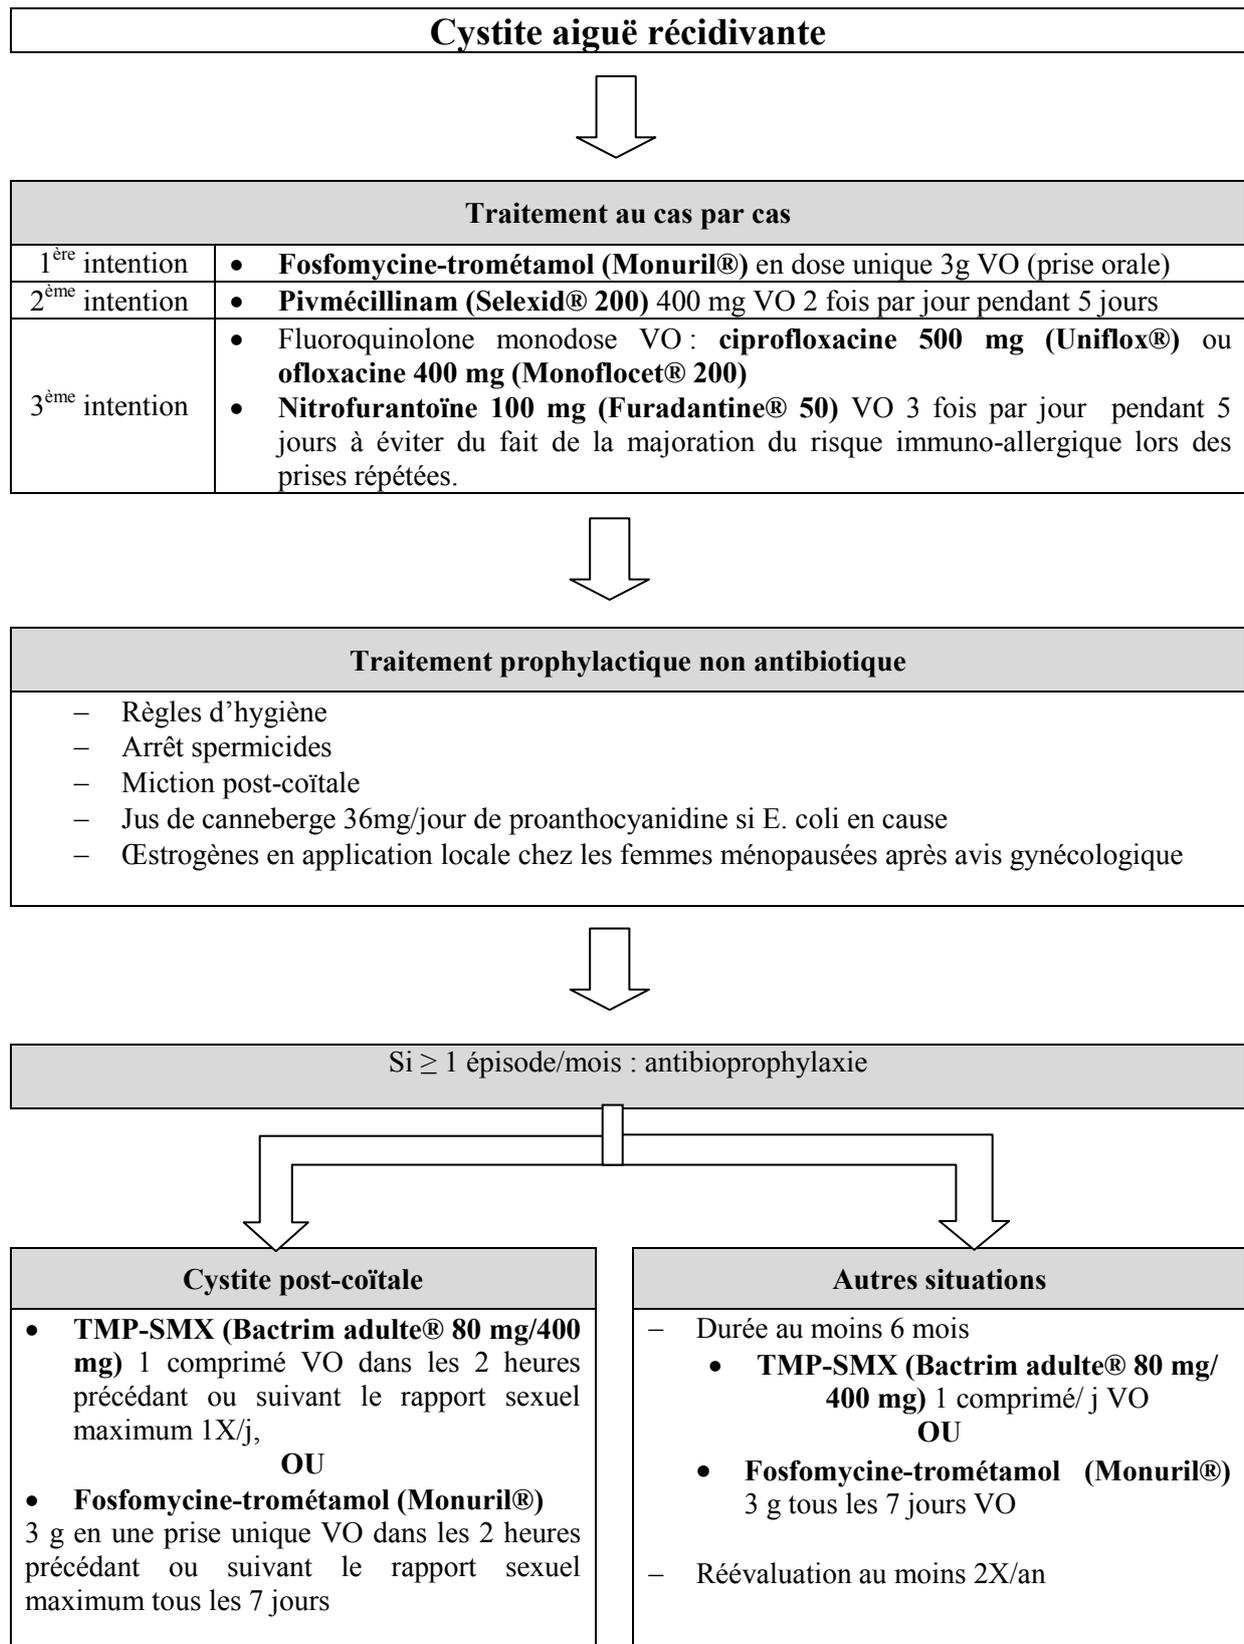 Cystite aiguë récidivante
Traitement au cas par cas
1ère intention
• Fosfomycine-trométamol (Monuril®) en dose unique 3g VO (prise orale)
2ème intention
• Pivmécillinam (Selexid® 200) 400 mg VO 2 fois par jour pendant 5 jours
3ème intention
• Fluoroquinolone monodose VO : ciprofloxacine 500 mg (Uniflox®) ou
ofloxacine 400 mg (Monoflocet® 200)
• Nitrofurantoïne 100 mg (Furadantine® 50) VO 3 fois par jour pendant 5
jours à éviter du fait de la majoration du risque immuno-allergique lors des
prises répétées.
Traitement prophylactique non antibiotique
– Règles d’hygiène
– Arrêt spermicides
– Miction post-coïtale
– Jus de canneberge 36mg/jour de proanthocyanidine si E. coli en cause
– Œstrogènes en application locale chez les femmes ménopausées après avis gynécologique
Si ≥ 1 épisode/mois : antibioprophylaxie
Cystite post-coïtale
• TMP-SMX (Bactrim adulte® 80 mg/400
mg) 1 comprimé VO dans les 2 heures
précédant ou suivant le rapport sexuel
maximum 1X/j,
OU
• Fosfomycine-trométamol (Monuril®)
3 g en une prise unique VO dans les 2 heures
précédant ou suivant le rapport sexuel
maximum tous les 7 jours
Autres situations
– Durée au moins 6 mois
• TMP-SMX (Bactrim adulte® 80 mg/
400 mg) 1 comprimé/ j VO
OU
• Fosfomycine-trométamol (Monuril®)
3 g tous les 7 jours VO
– Réévaluation au moins 2X/an